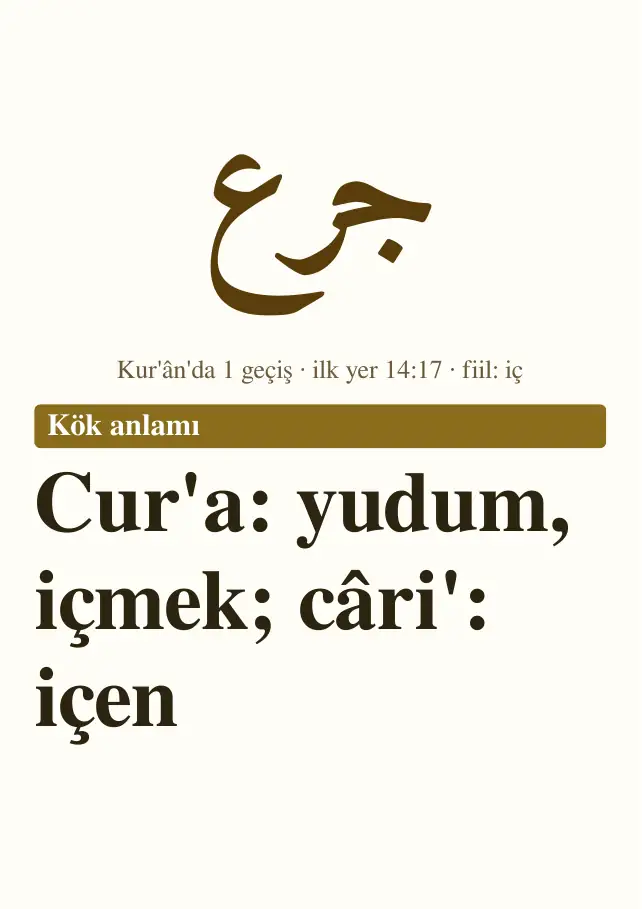 جرع
Kur'ân'da 1 geçiş · ilk yer 14:17 · fiil: iç
Kök anlamı
Cur'a: yudum,
içmek; câri':
içen